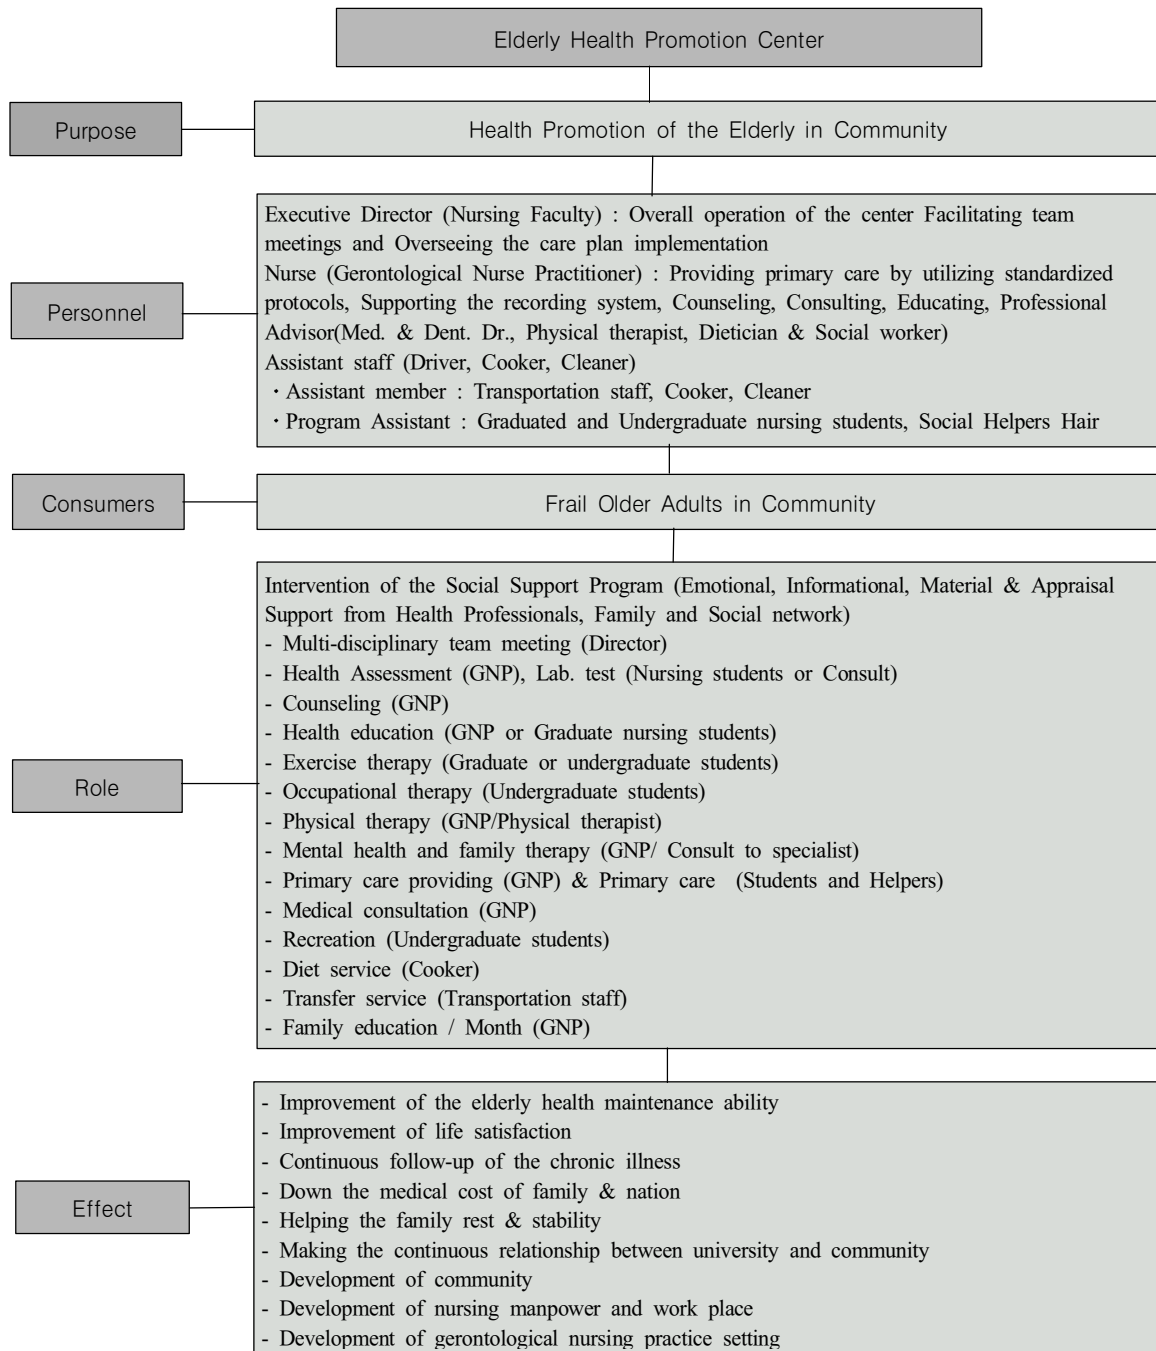 Elderly Health Promotion Center
Purpose
Health Promotion of the Elderly in Community
Personnel
Executive Director (Nursing Faculty) : Overall operation of the center Facilitating team
meetings and Overseeing the care plan implementation
Nurse (Gerontological Nurse Practitioner) : Providing primary care by utilizing standardized
protocols, Supporting the recording system, Counseling, Consulting, Educating, Professional
Advisor(Med. & Dent. Dr., Physical therapist, Dietician & Social worker)
Assistant staff (Driver, Cooker, Cleaner)
· Assistant member : Transportation staff, Cooker, Cleaner
· Program Assistant : Graduated and Undergraduate nursing students, Social Helpers Hair
Consumers
Frail Older Adults in Community
Role
Intervention of the Social Support Program (Emotional, Informational, Material & Appraisal
Support from Health Professionals, Family and Social network)
- Multi-disciplinary team meeting (Director)
- Health Assessment (GNP), Lab. test (Nursing students or Consult)
- Counseling (GNP)
- Health education (GNP or Graduate nursing students)
- Exercise therapy (Graduate or undergraduate students)
- Occupational therapy (Undergraduate students)
- Physical therapy (GNP/Physical therapist)
- Mental health and family therapy (GNP/ Consult to specialist)
- Primary care providing (GNP) & Primary care (Students and Helpers)
- Medical consultation (GNP)
- Recreation (Undergraduate students)
- Diet service (Cooker)
- Transfer service (Transportation staff)
- Family education / Month (GNP)
Effect
- Improvement of the elderly health maintenance ability
- Improvement of life satisfaction
- Continuous follow-up of the chronic illness
- Down the medical cost of family & nation
- Helping the family rest & stability
- Making the continuous relationship between university and community
- Development of community
- Development of nursing manpower and work place
- Development of gerontological nursing practice setting